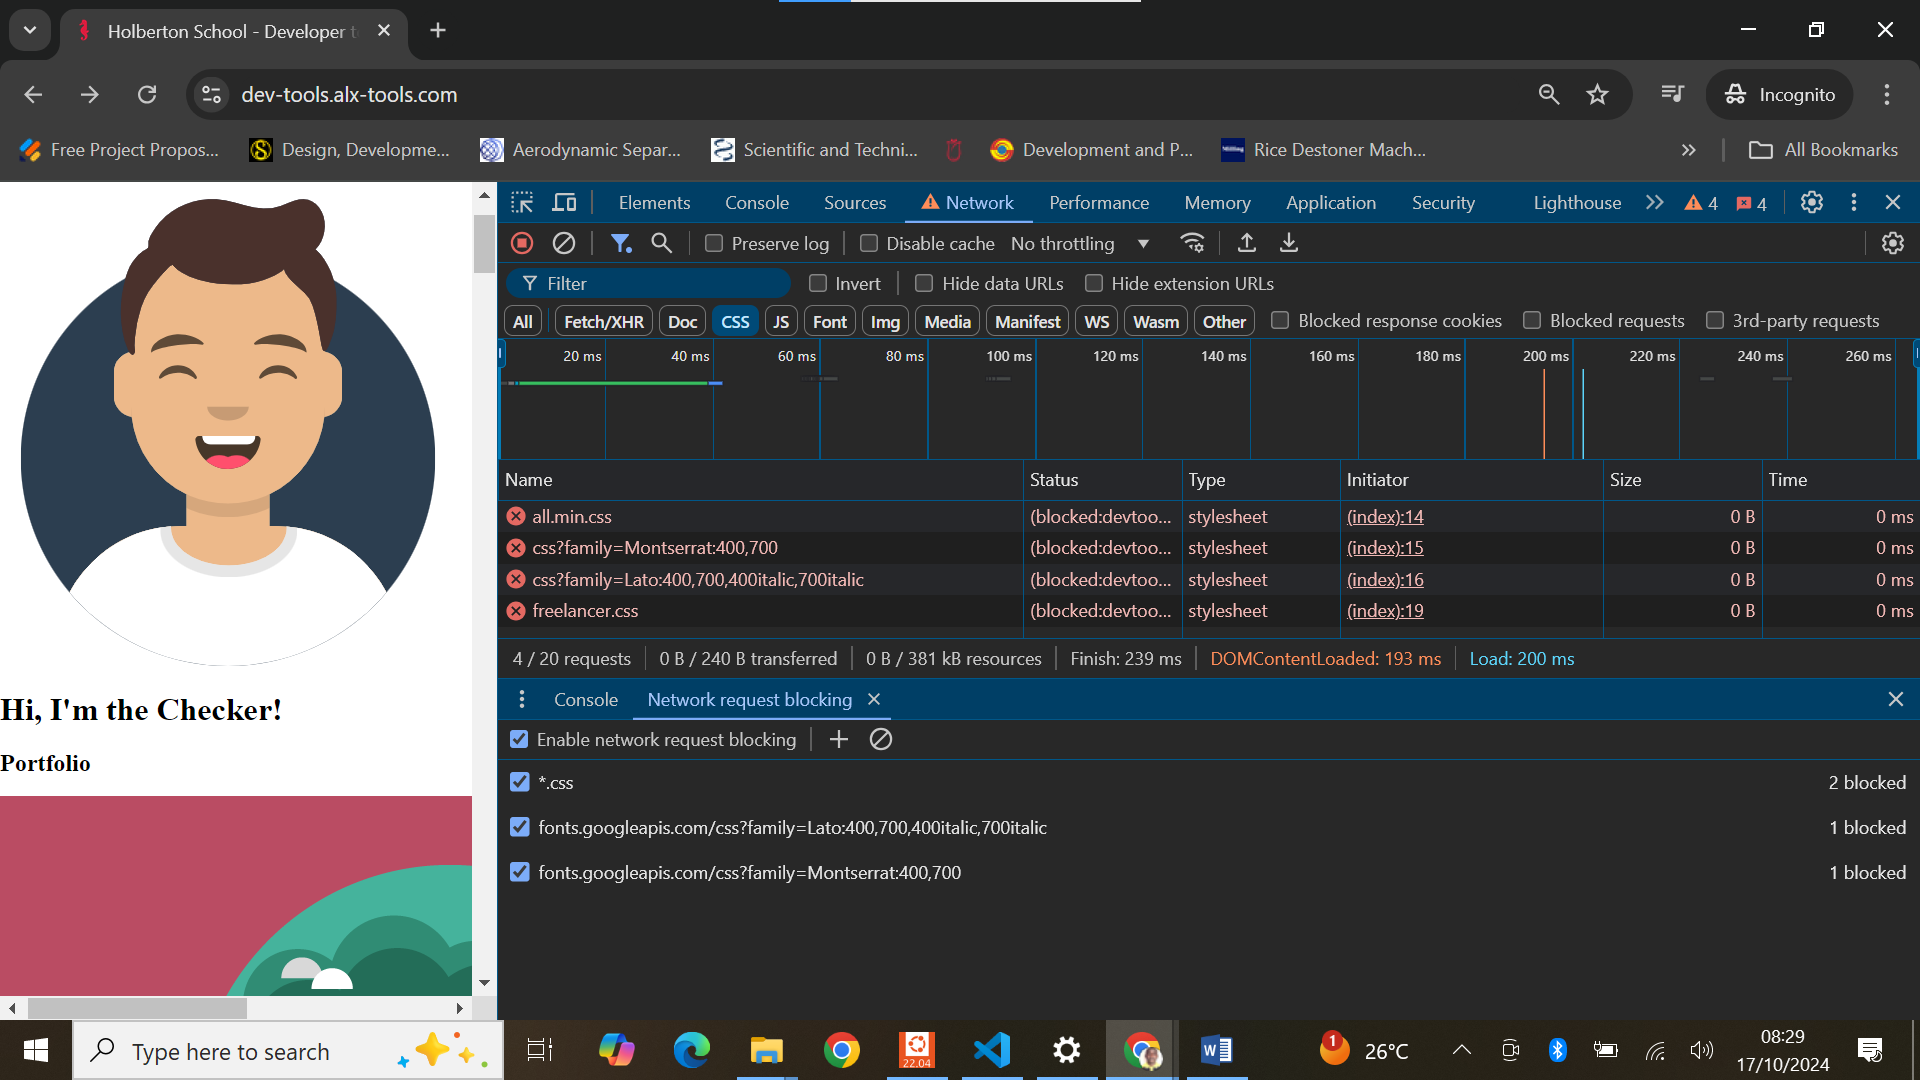 Holberton School - Developer t
dev-tools.alx-tools.com
Incognito
Free Project Propos...
Design, Developme...
Aerodynamic Separ...
Scientific and Techni...
Development and P...
Rice Destoner Mach...
All Bookmarks
Elements Console Sources Network Performance Memory Application Security Lighthouse 4 4
Preserve log Disable cache No throttling
Filter Invert Hide data URLs Hide extension URLs
All Fetch/XHR Doc CSS JS Font Img Media Manifest WS Wasm Other Blocked response cookies Blocked requests 3rd-party requests
20 ms 40 ms 60 ms 80 ms 100 ms 120 ms 140 ms 160 ms 180 ms 200 ms 220 ms 240 ms 260 ms
Name Status Type Initiator Size Time
all.min.css (blocked:devtoo... stylesheet (index):14 0 B 0 ms
css?family=Montserrat:400,700 (blocked:devtoo... stylesheet (index):15 0 B 0 ms
css?family=Lato:400,700,400italic,700italic (blocked:devtoo... stylesheet (index):16 0 B 0 ms
freelancer.css (blocked:devtoo... stylesheet (index):19 0 B 0 ms
4 / 20 requests 0 B / 240 B transferred 0 B / 381 kB resources Finish: 239 ms DOMContentLoaded: 193 ms Load: 200 ms
Console Network request blocking
Enable network request blocking
*.css 2 blocked
fonts.googleapis.com/css?family=Lato:400,700,400italic,700italic 1 blocked
fonts.googleapis.com/css?family=Montserrat:400,700 1 blocked
Hi, I'm the Checker!
Portfolio
Type here to search
22.04
W
1
26°C
08:29
17/10/2024